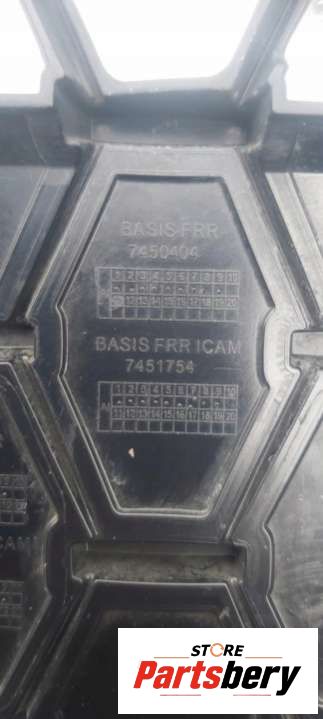 BASIS FRR
7450404
1 2 3 4 5 6 7 8 9 10
12 13 14 15 16 17 18 19 20
BASIS FRR ICAM
7451754
1 2 3 4 5 6 7 8 9 10
AI 11 12 13 14 15 16 17 18 19 20
ICAM
STORE
Partsbery